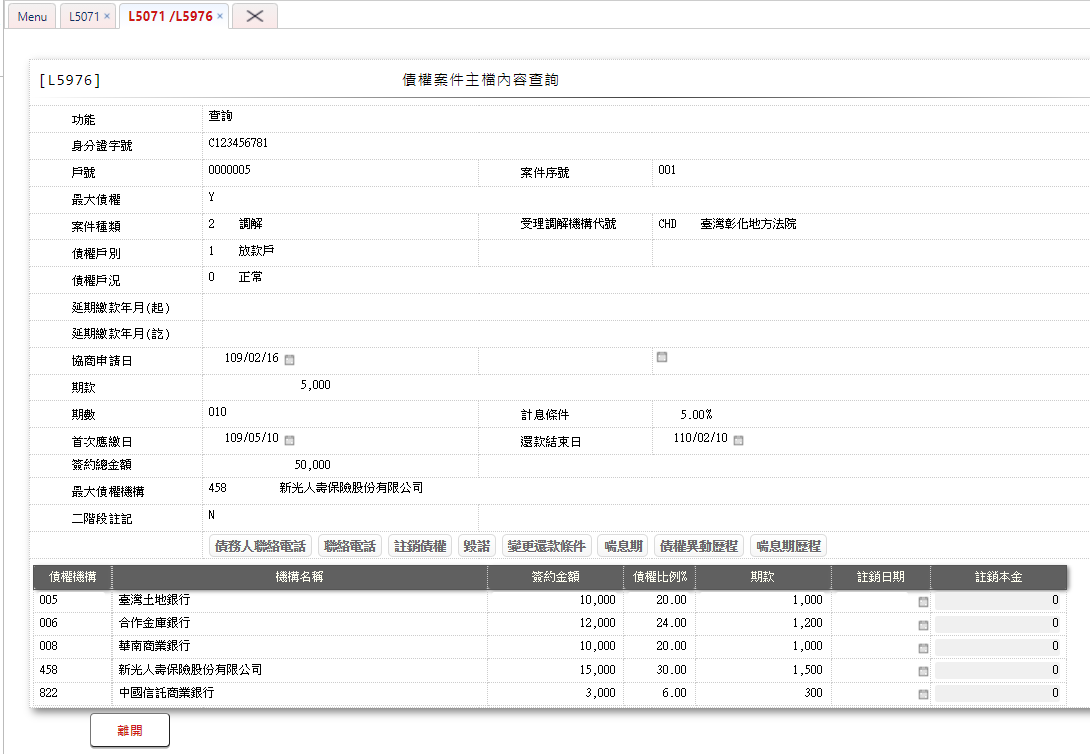 Menu L5071 × L5071 /L5976 ×
[L5976] 債權案件主檔內容查詢
功能 查詢
身分證字號 C123456781
戶號 0000005 案件序號 001
最大債權 Y
案件種類 2 調解 受理調解機構代號 CHD 臺灣彰化地方法院
債權戶別 1 放款戶
債權戶況 0 正常
延期繳款年月(起)
延期繳款年月(訖)
協商申請日 109/02/16
期款 5,000
期數 010 計息條件 5.00%
首次應繳日 109/05/10 還款結束日 110/02/10
簽約總金額 50,000
最大債權機構 458 新光人壽保險股份有限公司
二階段註記 N
債務人聯絡電話 聯絡電話 註銷債權 毀諾 變更還款條件 喘息期 債權異動歷程 喘息期歷程
債權機構 機構名稱 簽約金額 債權比例% 期款 註銷日期 註銷本金
005 臺灣土地銀行 10,000 20.00 1,000 0
006 合作金庫銀行 12,000 24.00 1,200 0
008 華南商業銀行 10,000 20.00 1,000 0
458 新光人壽保險股份有限公司 15,000 30.00 1,500 0
822 中國信託商業銀行 3,000 6.00 300 0
離開